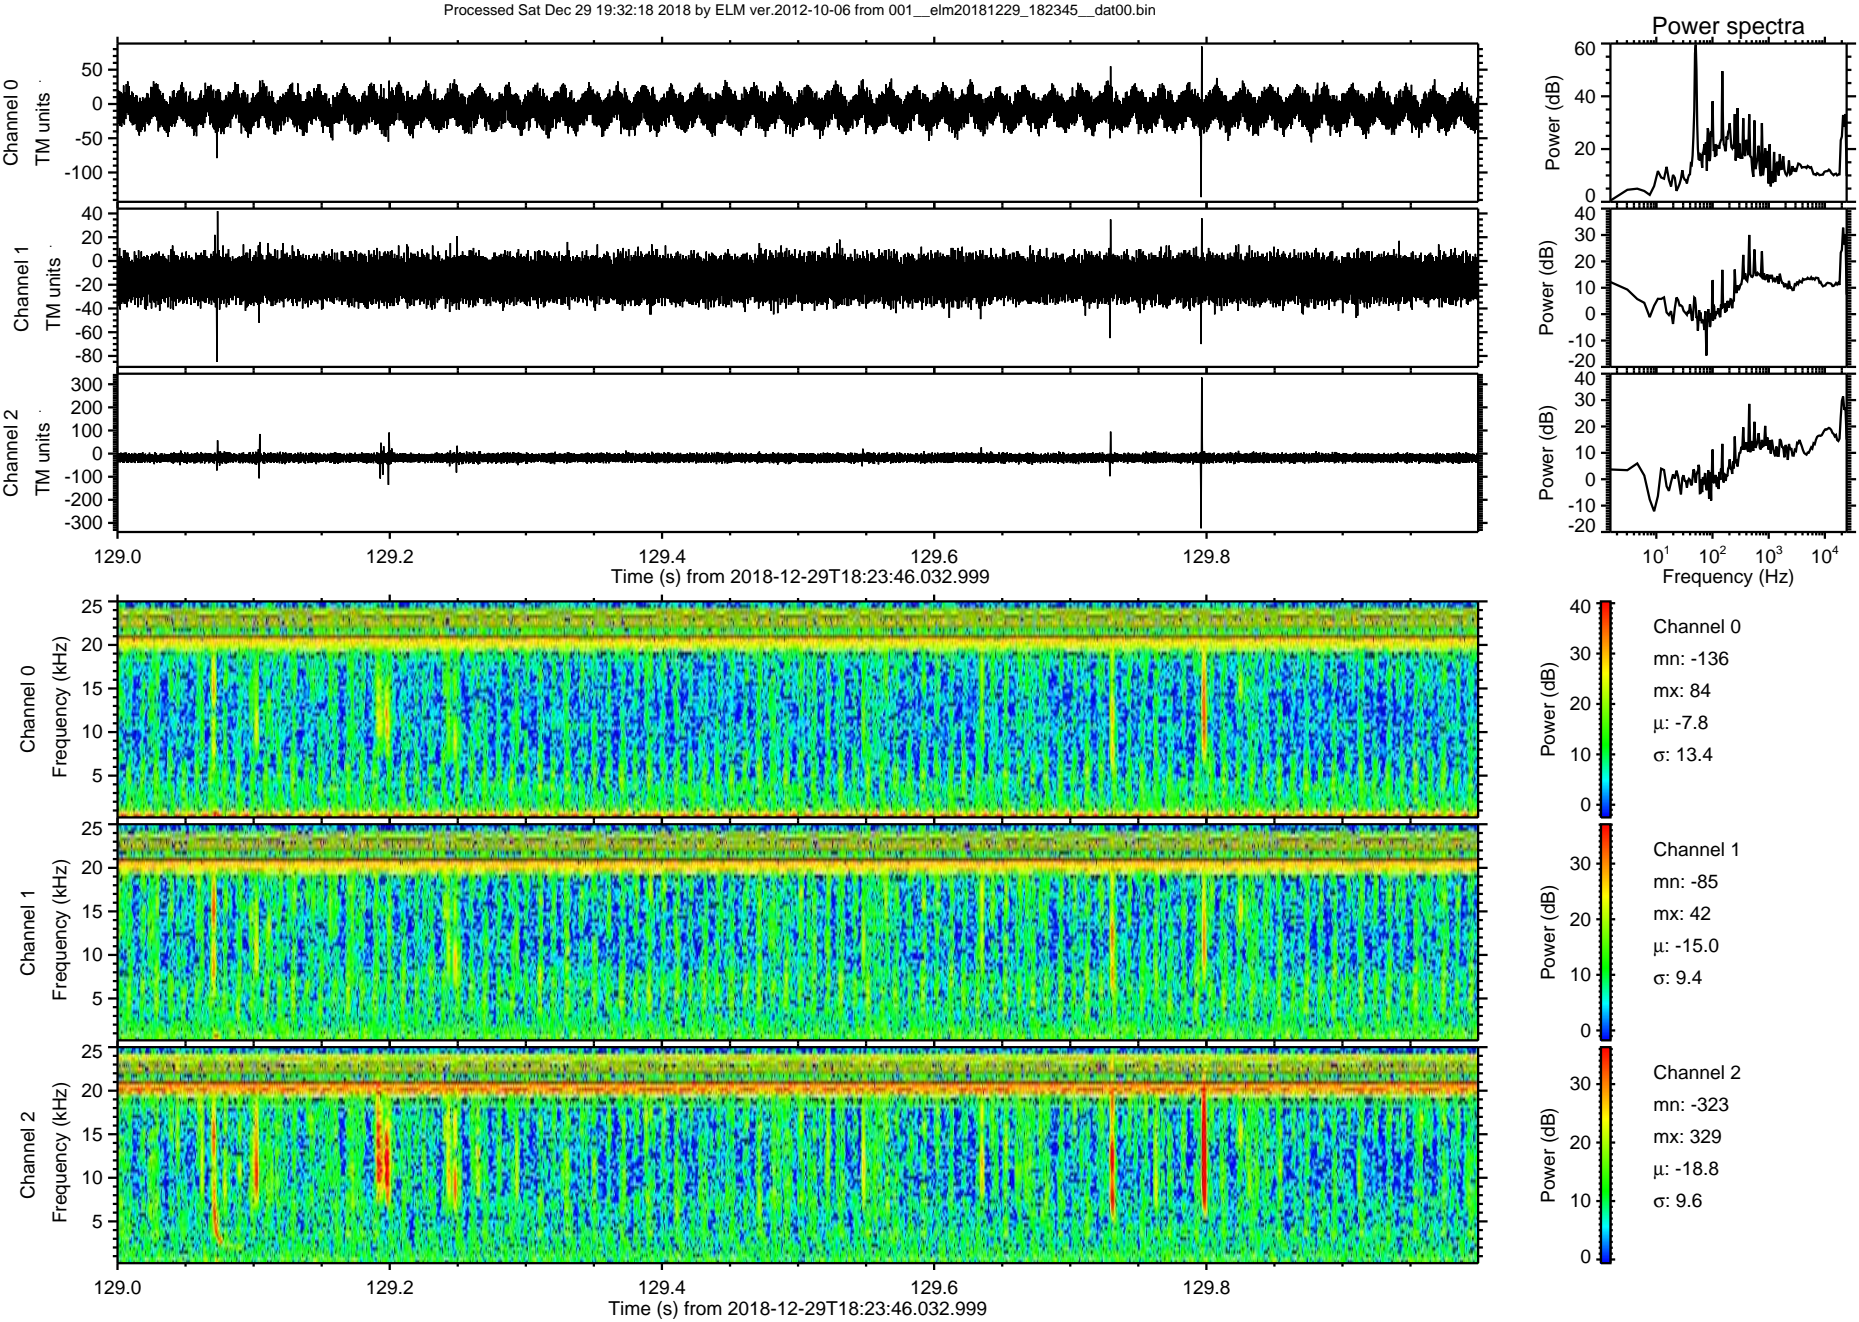 Processed Sat Dec 29 19:32:18 2018 by ELM ver.2012-10-06 from 001__elm20181229_182345__dat00.bin
Power spectra
Channel 0
TM units
50
0
-50
-100
Power (dB)
60
40
20
0
Channel 1
TM units
40
20
0
-20
-40
-60
-80
Power (dB)
40
30
20
10
0
-10
-20
Channel 2
TM units
300
200
100
0
-100
-200
-300
Power (dB)
40
30
20
10
0
-10
-20
129.0 129.2 129.4 129.6 129.8
Time (s) from 2018-12-29T18:23:46.032.999
10¹ 10² 10³ 10⁴
Frequency (Hz)
Channel 0
Frequency (kHz)
25
20
15
10
5
Power (dB)
40
30
20
10
0
Channel 0
mn: -136
mx: 84
μ: -7.8
σ: 13.4
Channel 1
Frequency (kHz)
25
20
15
10
5
Power (dB)
30
20
10
0
Channel 1
mn: -85
mx: 42
μ: -15.0
σ: 9.4
Channel 2
Frequency (kHz)
25
20
15
10
5
Power (dB)
30
20
10
0
Channel 2
mn: -323
mx: 329
μ: -18.8
σ: 9.6
129.0 129.2 129.4 129.6 129.8
Time (s) from 2018-12-29T18:23:46.032.999